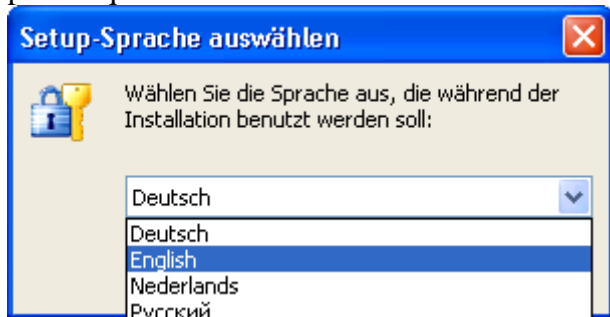 Setup-Sprache auswählen
Wählen Sie die Sprache aus, die während der
Installation benutzt werden soll:
Deutsch
Deutsch
English
Nederlands
Русский